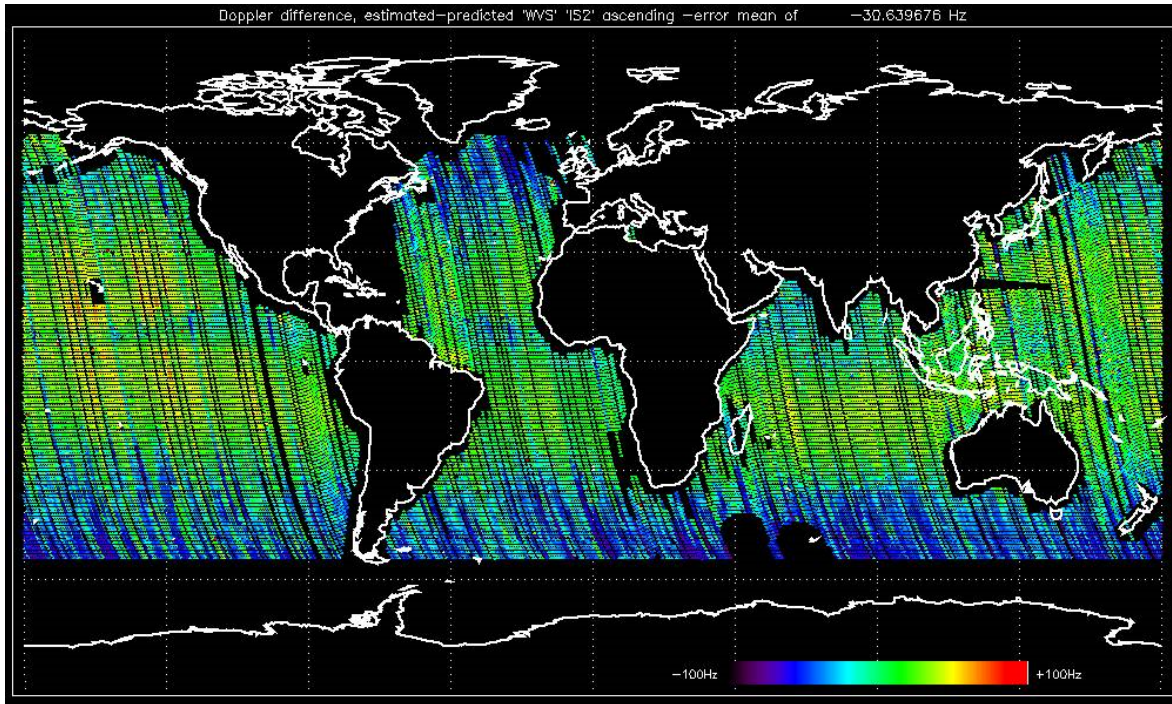 Doppler difference, estimated-predicted 'WVS' 'IS2' ascending -error mean of -30.639676 Hz
-100Hz +100Hz